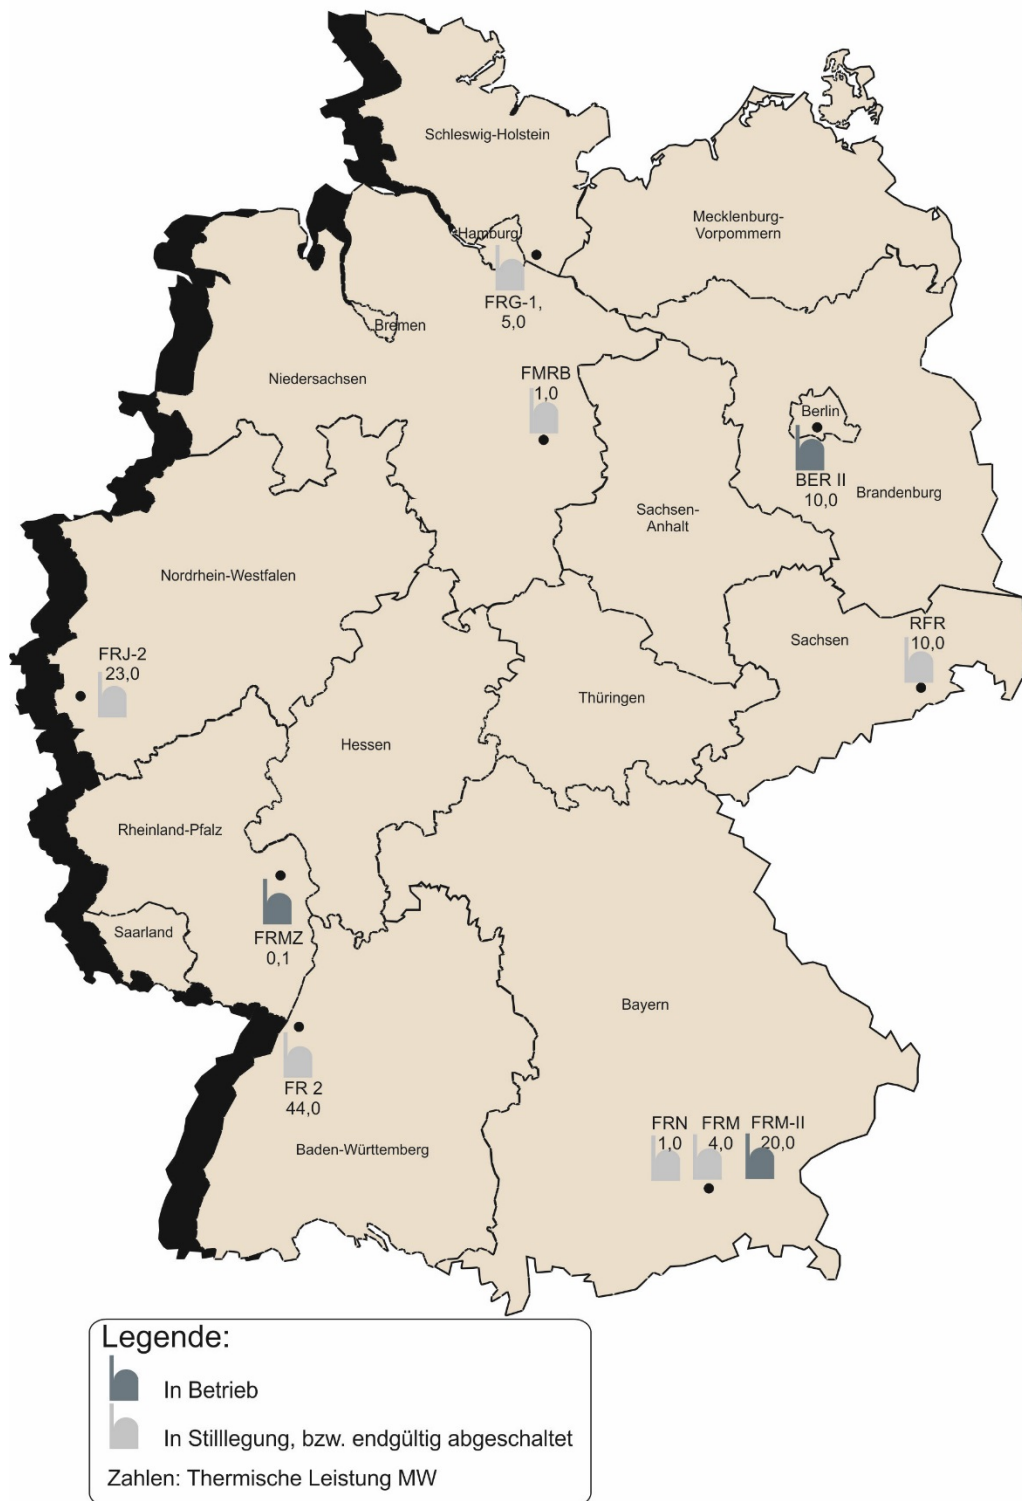 Schleswig-Holstein
Mecklenburg-
Vorpommern
Hamburg
FRG-1,
5,0
Bremen
Niedersachsen
FMRB
1,0
Berlin
BER II
10,0
Brandenburg
Sachsen-
Anhalt
Nordrhein-Westfalen
RFR
10,0
Sachsen
FRJ-2
23,0
Thüringen
Hessen
Rheinland-Pfalz
Saarland
FRMZ
0,1
Bayern
FR 2
44,0
FRN
1,0
FRM
4,0
FRM-II
20,0
Baden-Württemberg
Legende:
In Betrieb
In Stilllegung, bzw. endgültig abgeschaltet
Zahlen: Thermische Leistung MW